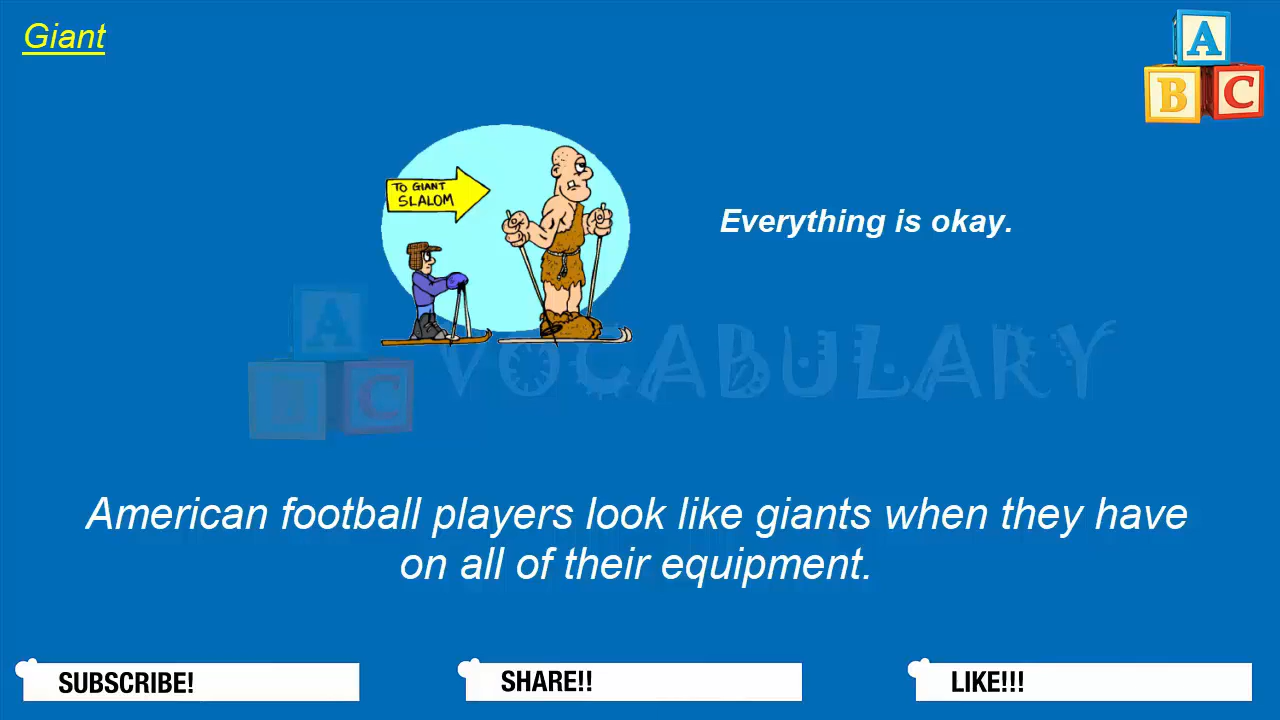 Giant
A
B C
TO GIANT
SLALOM
Everything is okay.
A
B C
VOCABULARY
American football players look like giants when they have
on all of their equipment.
SUBSCRIBE!
SHARE!!
LIKE!!!